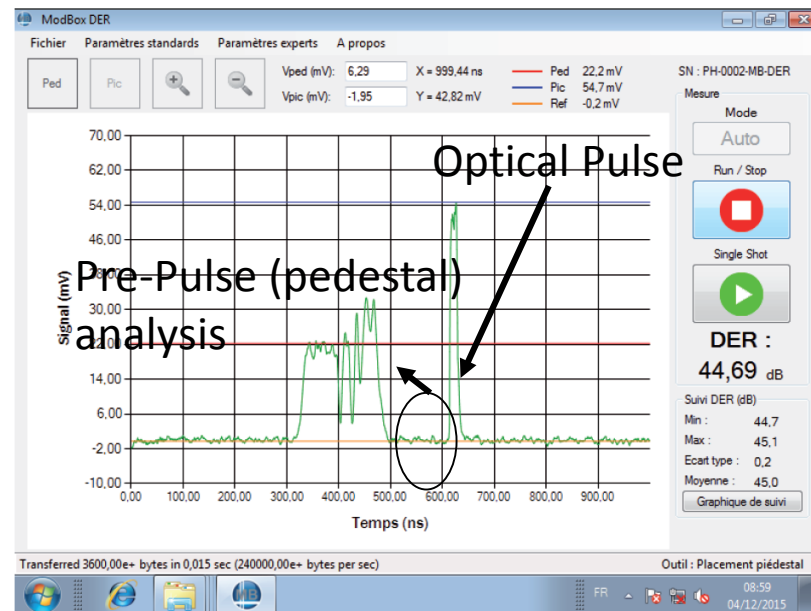 ModBox DER
Fichier Paramètres standards Paramètres experts A propos
Ped Pic Vped (mV): 6,29 X = 999,44 ns Ped 22,2 mV SN : PH-0002-MB-DER
Vpic (mV): -1,95 Y = 42,82 mV Pic 54,7 mV
Ref -0,2 mV
Mesure
Mode
Auto
Run / Stop
Single Shot
DER :
44,69 dB
Suivi DER (dB)
Min : 44,7
Max : 45,1
Ecart type : 0,2
Moyenne : 45,0
Graphique de suivi
Optical Pulse
Pre-Pulse (pedestal)
analysis
Signal (mV)
70,00
62,00
54,00
46,00
38,00
30,00
22,00
14,00
6,00
-2,00
-10,00
0,00 100,00 200,00 300,00 400,00 500,00 600,00 700,00 800,00 900,00
Temps (ns)
Transferred 3600,00e+ bytes in 0,015 sec (240000,00e+ bytes per sec) Outil : Placement piédestal
MB FR 08:59
04/12/2015